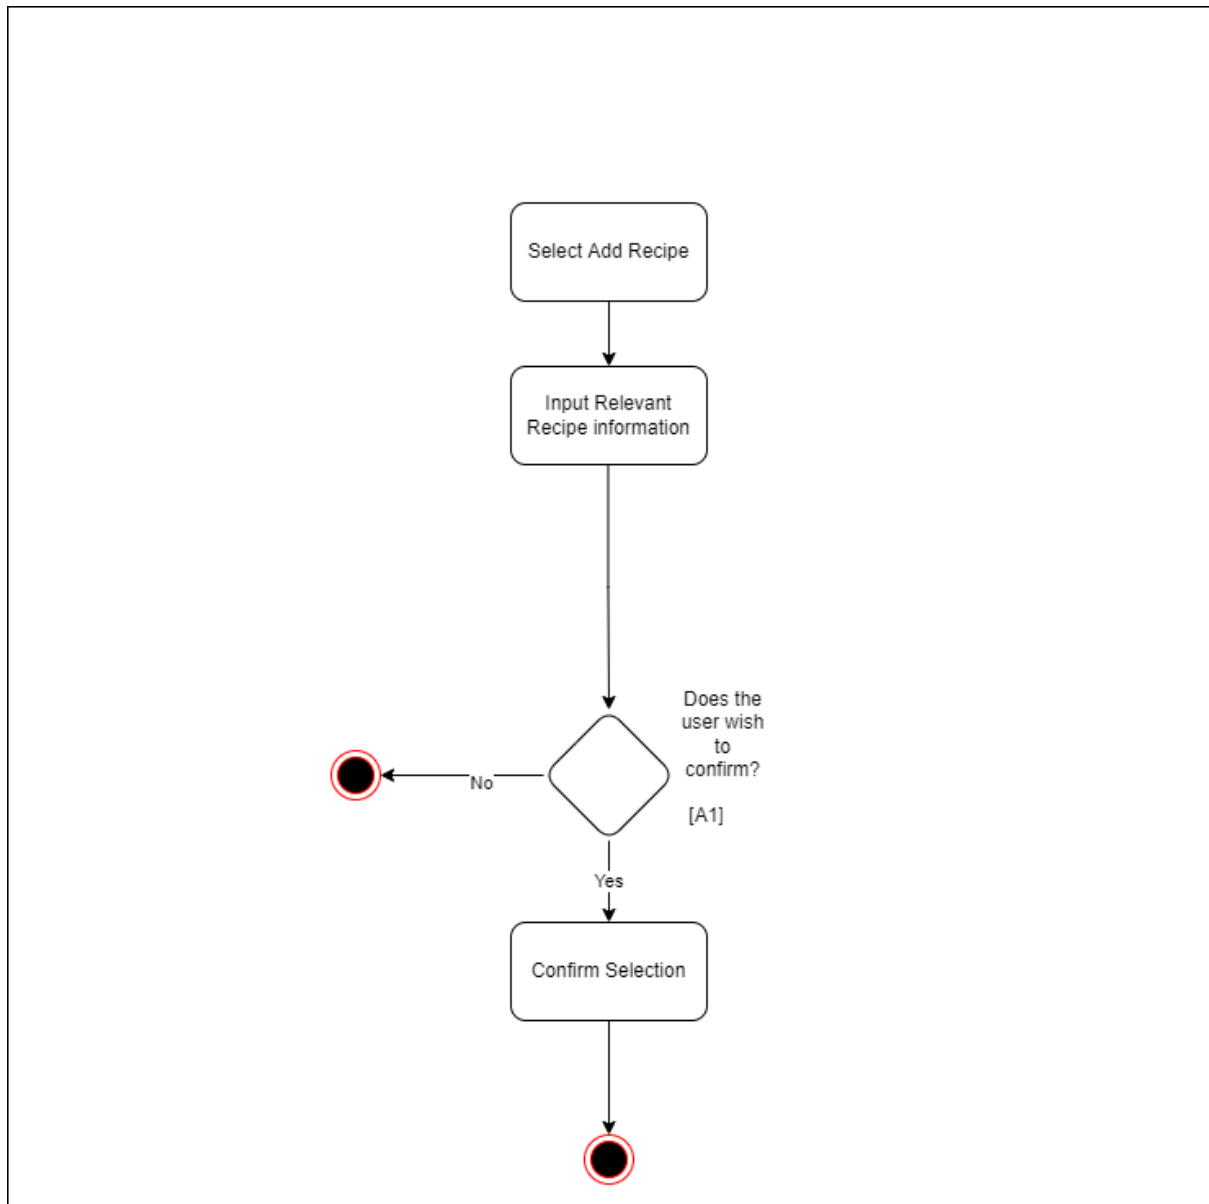 Select Add Recipe
Input Relevant
Recipe information
Does the
user wish
to
confirm?
[A1]
No
Yes
Confirm Selection